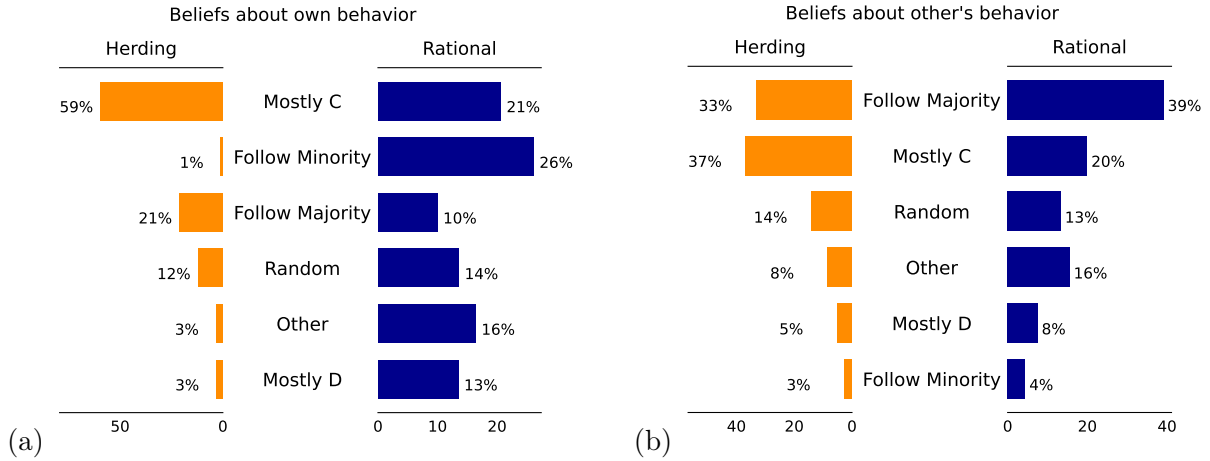 Beliefs about own behavior
Herding Rational
59% Mostly C 21%
1% Follow Minority 26%
21% Follow Majority 10%
12% Random 14%
3% Other 16%
3% Mostly D 13%
50 0 0 10 20
(a)
Beliefs about other's behavior
Herding Rational
33% Follow Majority 39%
37% Mostly C 20%
14% Random 13%
8% Other 16%
5% Mostly D 8%
3% Follow Minority 4%
40 20 0 0 20 40
(b)